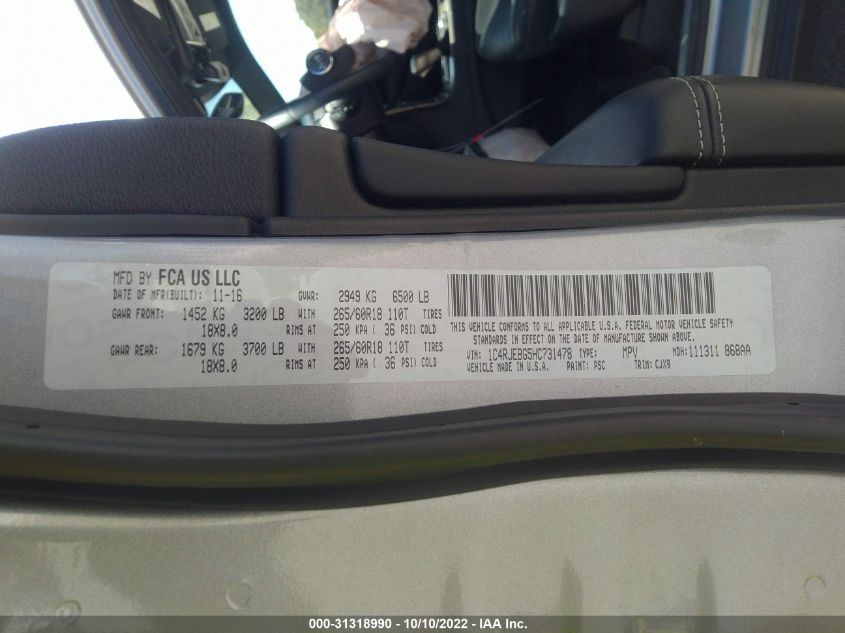 MFD BY FCA US LLC
DATE OF MFR(BUILT): 11-16 GVWR: 2949 KG 6500 LB
GAWR FRONT: 1452 KG 3200 LB WITH 265/60R18 110T TIRES
18X8.0 RIMS AT 250 KPA ( 36 PSI) COLD
GAWR REAR: 1679 KG 3700 LB WITH 265/60R18 110T TIRES
18X8.0 RIMS AT 250 KPA ( 36 PSI) COLD
THIS VEHICLE CONFORMS TO ALL APPLICABLE U.S.A. FEDERAL MOTOR VEHICLE SAFETY
STANDARDS IN EFFECT ON THE DATE OF MANUFACTURE SHOWN ABOVE.
VIN: 1C4RJEBG5HC731478 TYPE: MPV MDH:111311 868AA
VEHICLE MADE IN U.S.A. PAINT: PSC TRIM: CJX9
000-31318990 - 10/10/2022 - IAA Inc.